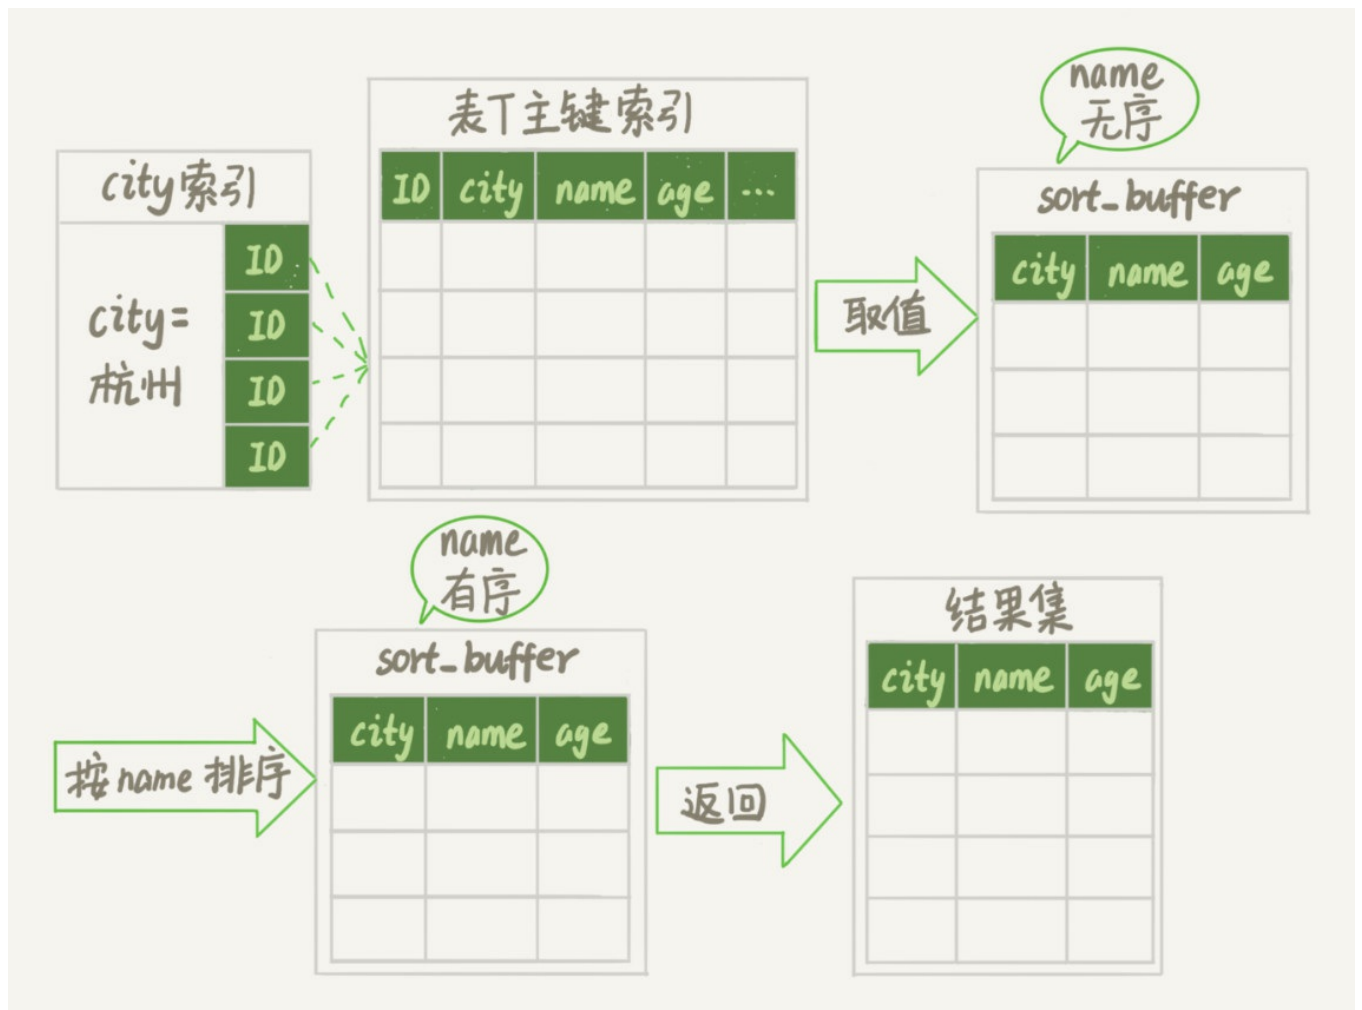 city索引
city=
杭州
ID
ID
ID
ID
表T主键索引
ID city name age ...
取值
name
无序
sort_buffer
city name age
按name排序
name
有序
sort_buffer
city name age
返回
结果集
city name age